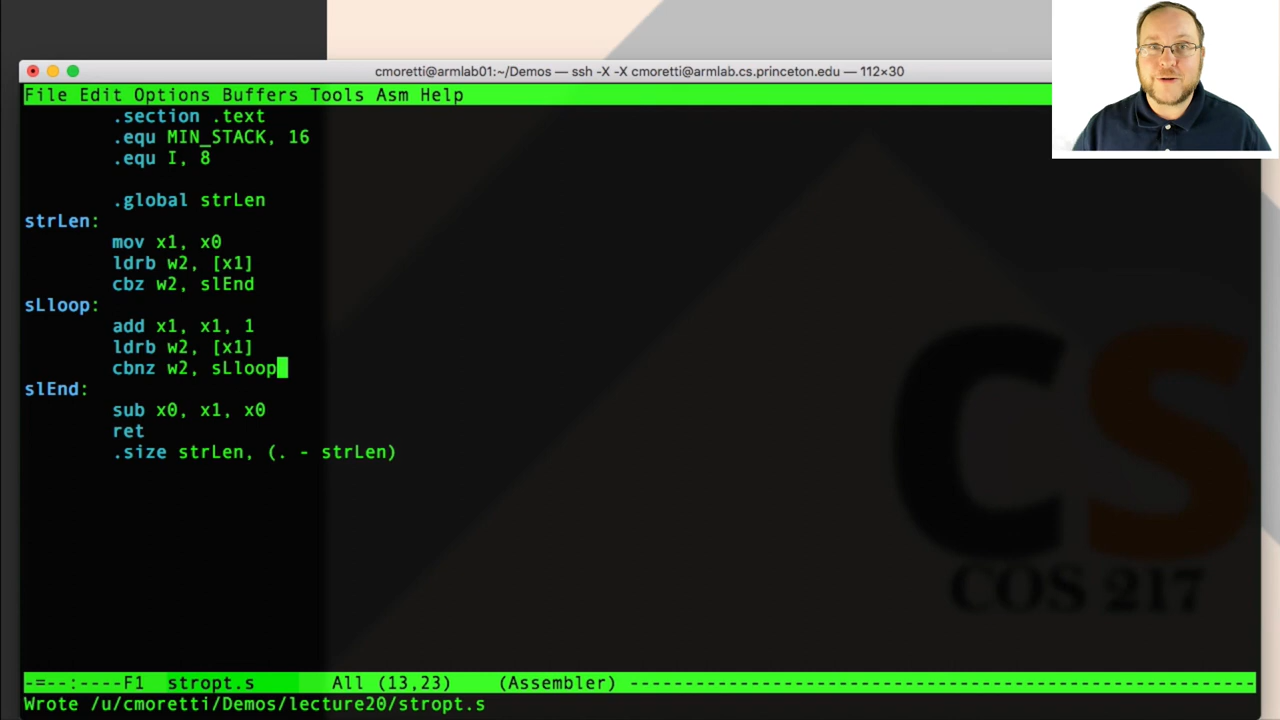 cmoretti@armlab01:~/Demos — ssh -X -X cmoretti@armlab.cs.princeton.edu — 112×30
File Edit Options Buffers Tools Asm Help
.section .text
.equ MIN_STACK, 16
.equ I, 8
.global strLen
strLen:
mov x1, x0
ldrb w2, [x1]
cbz w2, slEnd
sLloop:
add x1, x1, 1
ldrb w2, [x1]
cbnz w2, sLloop
slEnd:
sub x0, x1, x0
ret
.size strLen, (. - strLen)
CS
COS 217
-=--:----F1  stropt.s       All (13,23)     (Assembler) ---------------------------------------------------------
Wrote /u/cmoretti/Demos/lecture20/stropt.s